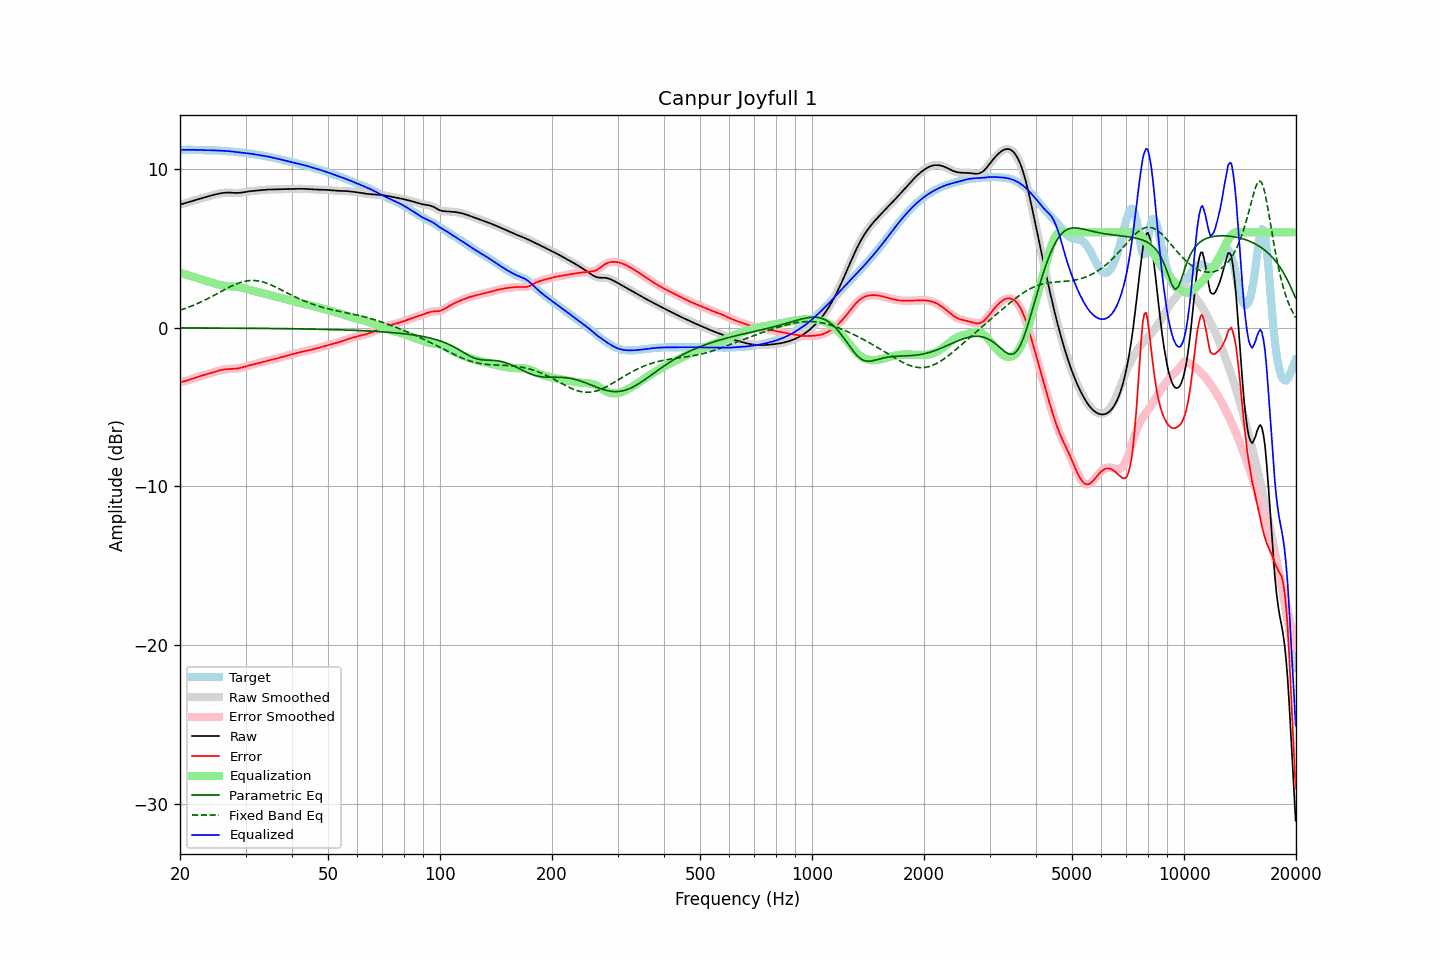 Canpur Joyfull 1
Amplitude (dBr)
10
0
−10
−20
−30
Target
Raw Smoothed
Error Smoothed
Raw
Error
Equalization
Parametric Eq
Fixed Band Eq
Equalized
20 50 100 200 500 1000 2000 5000 10000 20000
Frequency (Hz)